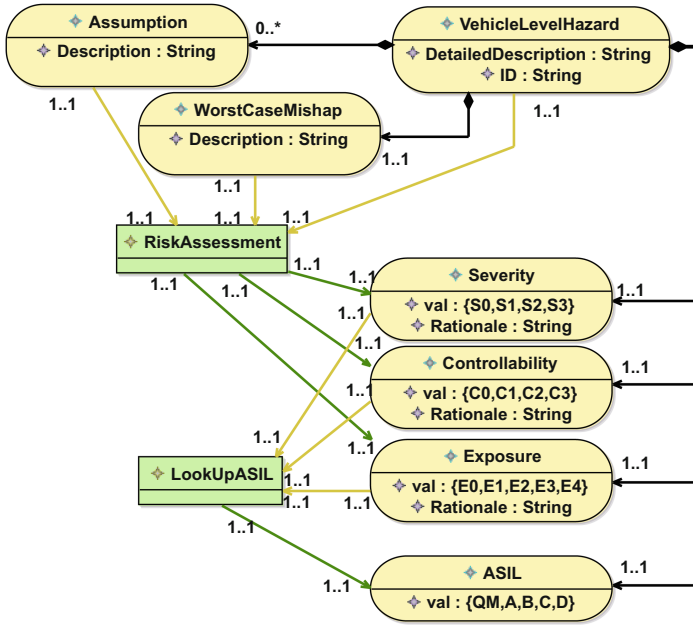 Assumption
Description : String
0..*
VehicleLevelHazard
DetailedDescription : String
ID : String
1..1
WorstCaseMishap
Description : String
1..1
1..1
1..1
1..1
1..1
1..1
RiskAssessment
1..1
1..1
1..1
1..1
Severity
val : {S0,S1,S2,S3}
Rationale : String
1..1
1..1
1..1
Controllability
val : {C0,C1,C2,C3}
Rationale : String
1..1
1..1
1..1
1..1
LookUpASIL
1..1
1..1
1..1
Exposure
val : {E0,E1,E2,E3,E4}
Rationale : String
1..1
1..1
1..1
ASIL
val : {QM,A,B,C,D}
1..1